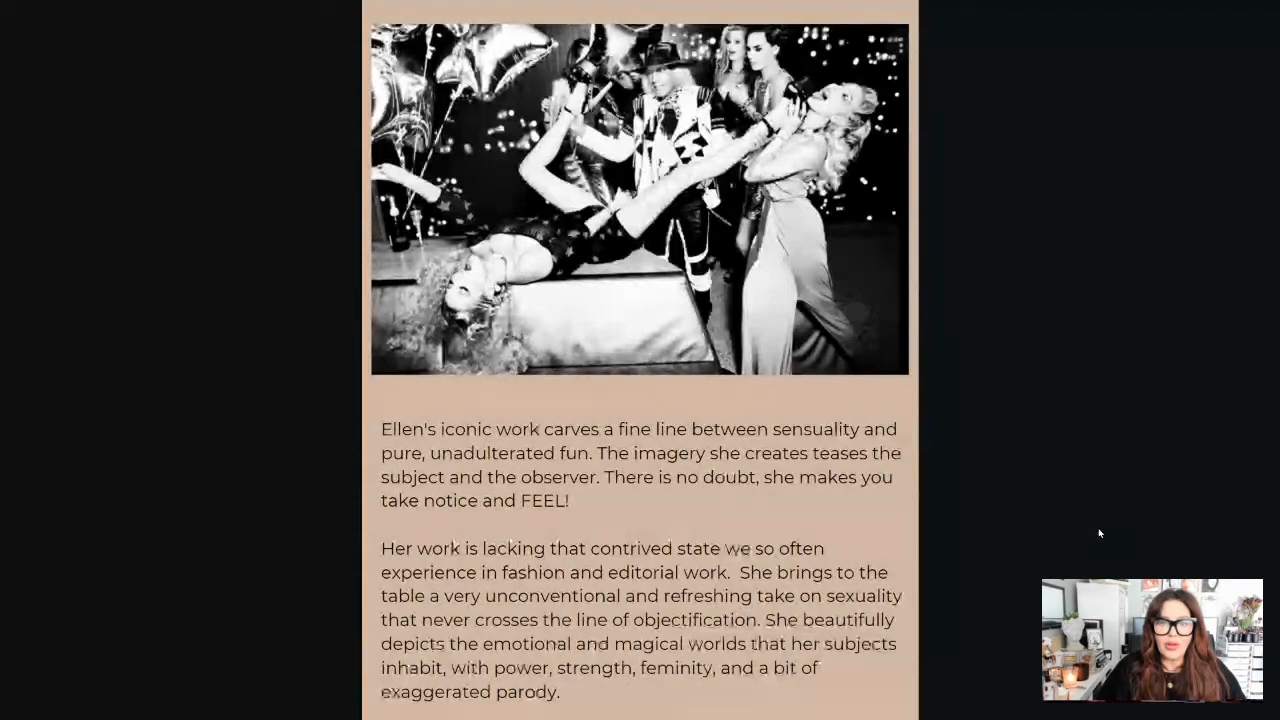 Ellen's iconic work carves a fine line between sensuality and
pure, unadulterated fun. The imagery she creates teases the
subject and the observer. There is no doubt, she makes you
take notice and FEEL!
Her work is lacking that contrived state we so often
experience in fashion and editorial work. She brings to the
table a very unconventional and refreshing take on sexuality
that never crosses the line of objectification. She beautifully
depicts the emotional and magical worlds that her subjects
inhabit, with power, strength, feminity, and a bit of
exaggerated parody.